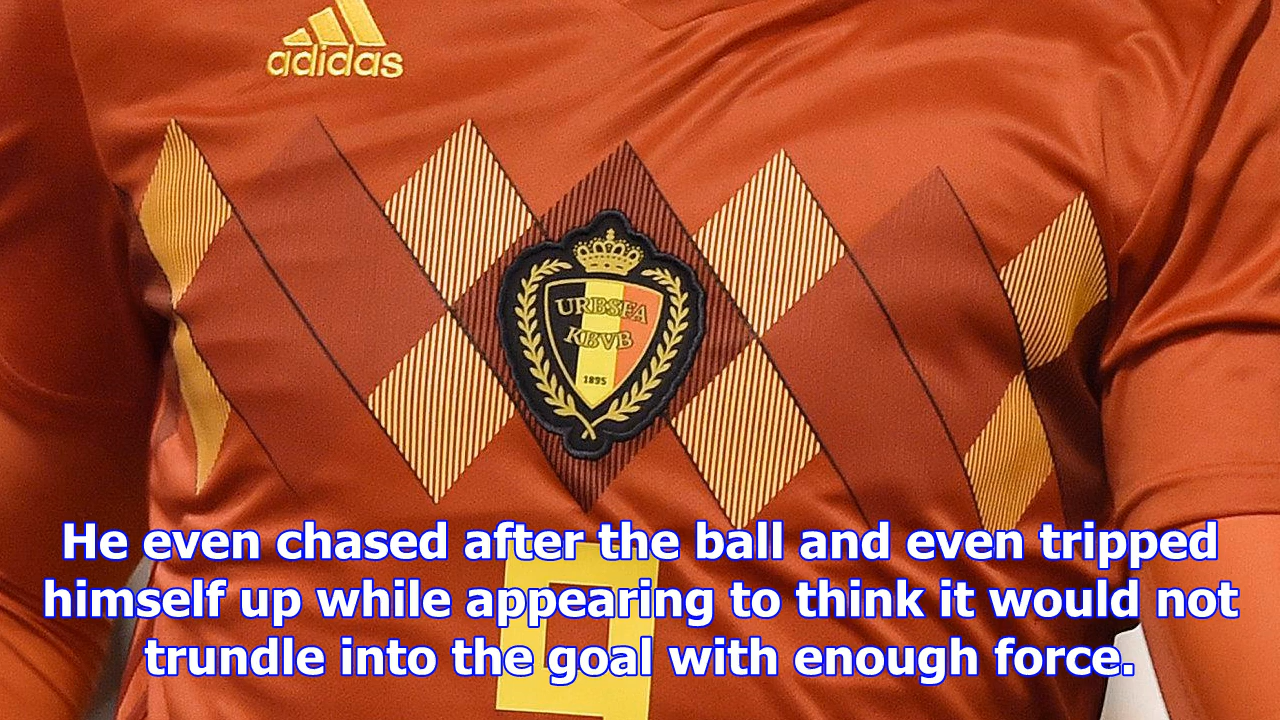 adidas
URBSFA
KBVB
1895
9
He even chased after the ball and even tripped
himself up while appearing to think it would not
trundle into the goal with enough force.